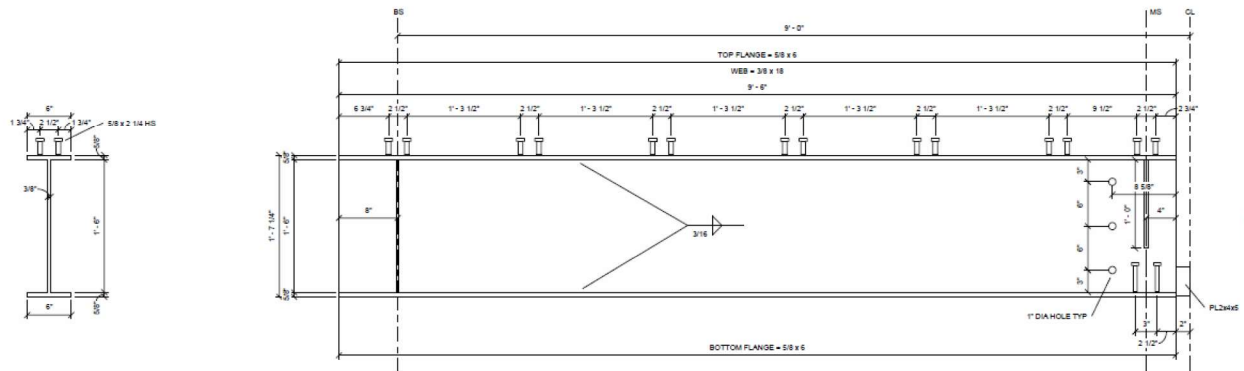 BS
MS
CL
9' - 0"
TOP FLANGE = 5/8 x 6
WEB = 3/8 x 18
9' - 6"
6 3/4"
2 1/2"
1' - 3 1/2"
2 1/2"
1' - 3 1/2"
2 1/2"
1' - 3 1/2"
2 1/2"
1' - 3 1/2"
2 1/2"
1' - 3 1/2"
2 1/2"
9 1/2"
2 1/2"
2 3/4"
6"
1 3/4"
2 1/2"
1 3/4"
5/8 x 2 1/4 HS
5/8"
3/8"
1' - 6"
5/8"
6"
1' - 7 1/4"
5/8"
1' - 6"
5/8"
8"
3/16
3"
6"
6"
3"
8 5/8"
1' - 0"
4"
1" DIA HOLE TYP
PL2x4x5
3"
2"
2 1/2"
BOTTOM FLANGE = 5/8 x 6